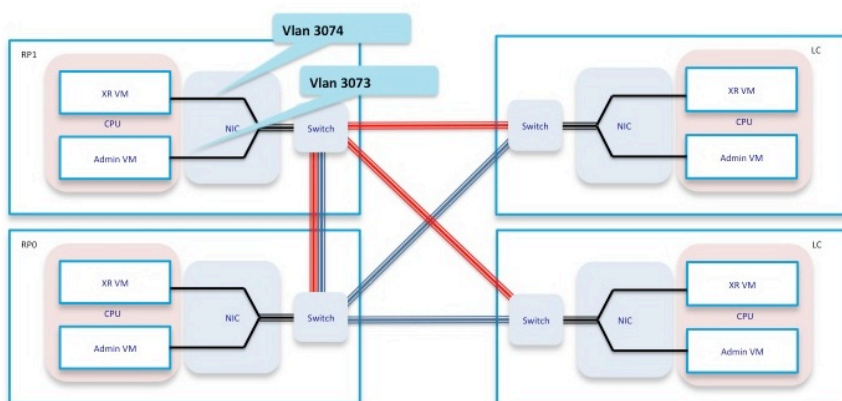 Vlan 3074
RP1
LC
Vlan 3073
XR VM
CPU
NIC
Admin VM
Switch
Switch
NIC
XR VM
CPU
Admin VM
RP0
LC
XR VM
CPU
NIC
Admin VM
Switch
Switch
NIC
XR VM
CPU
Admin VM